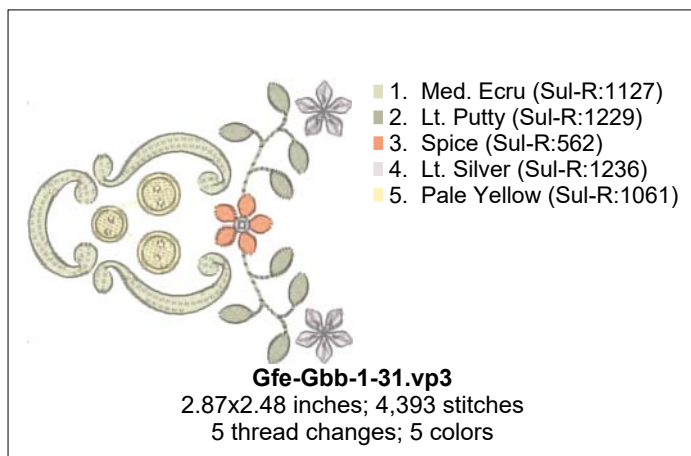 1. Med. Ecru (Sul-R:1127)
2. Lt. Putty (Sul-R:1229)
3. Spice (Sul-R:562)
4. Lt. Silver (Sul-R:1236)
5. Pale Yellow (Sul-R:1061)
Gfe-Gbb-1-31.vp3
2.87x2.48 inches; 4,393 stitches
5 thread changes; 5 colors